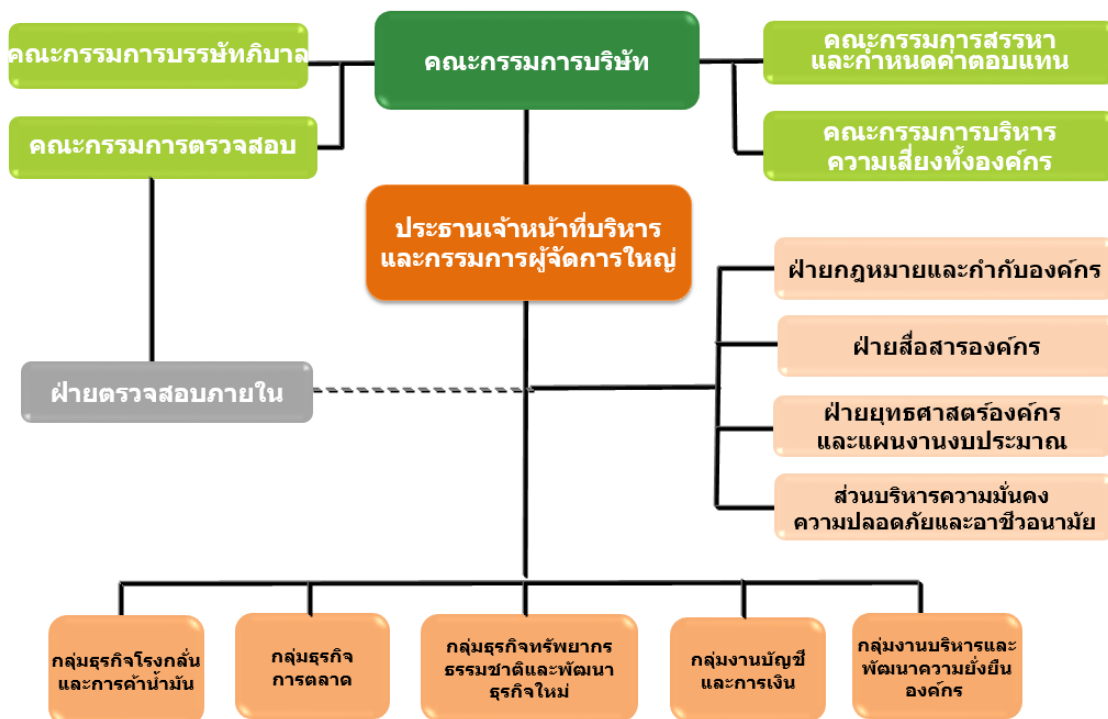 คณะกรรมการบรรษัทภิบาล
คณะกรรมการบริษัท
คณะกรรมการสรรหา
และกำหนดค่าตอบแทน
คณะกรรมการตรวจสอบ
คณะกรรมการบริหาร
ความเสี่ยงทั้งองค์กร
ประธานเจ้าหน้าที่บริหาร
และกรรมการผู้จัดการใหญ่
ฝ่ายกฎหมายและกำกับองค์กร
ฝ่ายสื่อสารองค์กร
ฝ่ายตรวจสอบภายใน
ฝ่ายยุทธศาสตร์องค์กร
และแผนงานงบประมาณ
ส่วนบริหารความมั่นคง
ความปลอดภัยและอาชีวอนามัย
กลุ่มธุรกิจโรงกลั่น
และการค้าน้ำมัน
กลุ่มธุรกิจ
การตลาด
กลุ่มธุรกิจทรัพยากร
ธรรมชาติและพัฒนา
ธุรกิจใหม่
กลุ่มงานบัญชี
และการเงิน
กลุ่มงานบริหารและ
พัฒนาความยั่งยืน
องค์กร